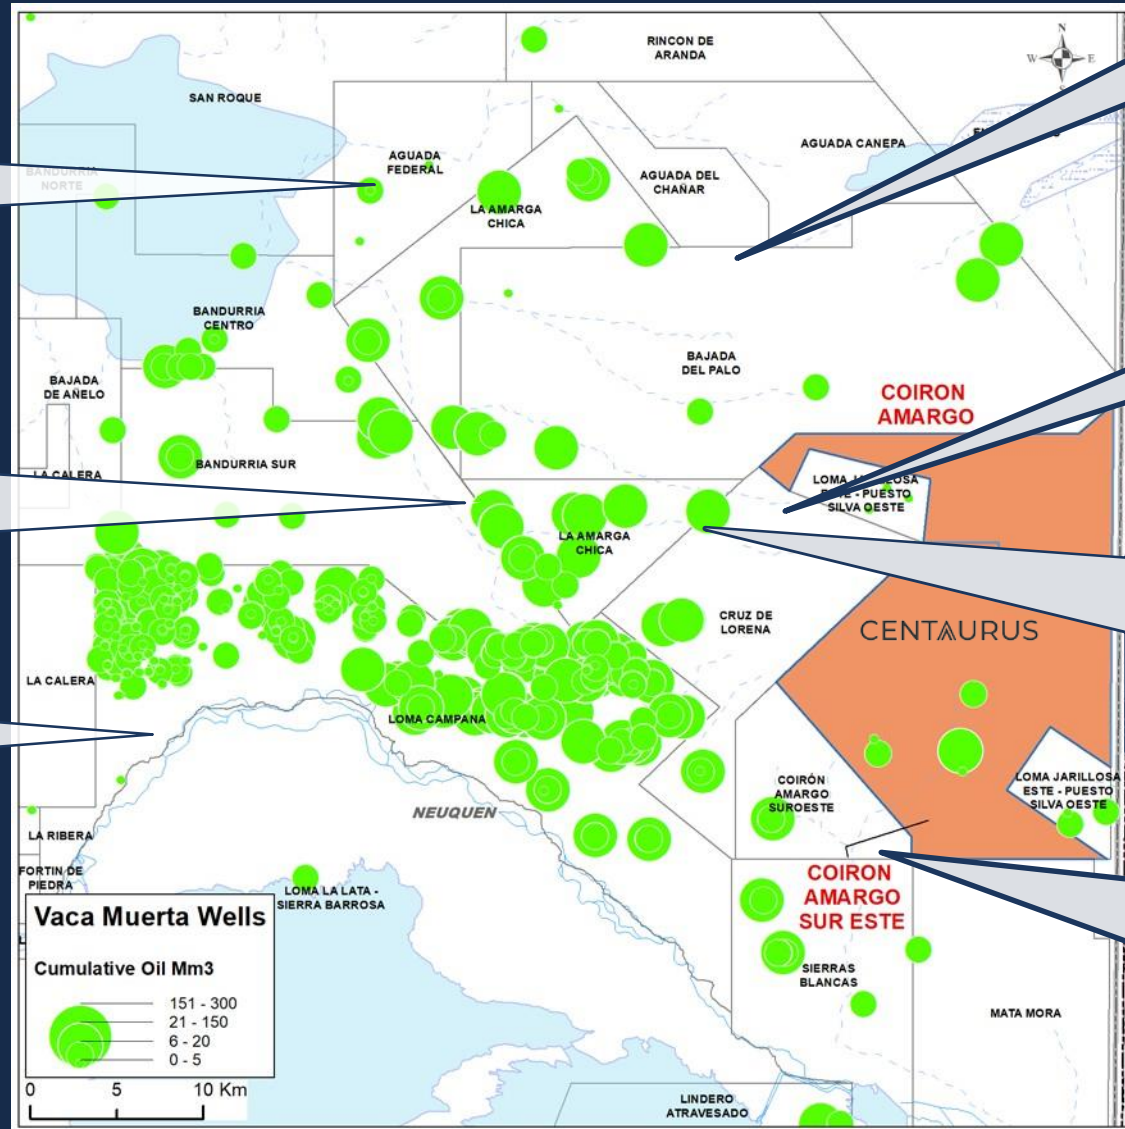 N
W
E
S
RINCON DE
ARANDA
SAN ROQUE
AGUADA CANEPA
BANDURRIA
NORTE
AGUADA
FEDERAL
AGUADA DEL
CHAÑAR
LA AMARGA
CHICA
BANDURRIA
CENTRO
BAJADA
DE AÑELO
BAJADA
DEL PALO
COIRON
AMARGO
LA CALERA
BANDURRIA SUR
LOMA JARILLOSA
ESTE - PUESTO
SILVA OESTE
LA AMARGA
CHICA
CRUZ DE
LORENA
CENTAURUS
LA CALERA
LOMA CAMPANA
COIRÓN
AMARGO
SUROESTE
LOMA JARILLOSA
ESTE - PUESTO
SILVA OESTE
NEUQUEN
LA RIBERA
FORTIN DE
PIEDRA
LOMA LA LATA -
SIERRA BARROSA
COIRON
AMARGO
SUR ESTE
SIERRAS
BLANCAS
MATA MORA
LINDERO
ATRAVESADO
Vaca Muerta Wells
Cumulative Oil Mm3
151 - 300
21 - 150
6 - 20
0 - 5
0 5 10 Km